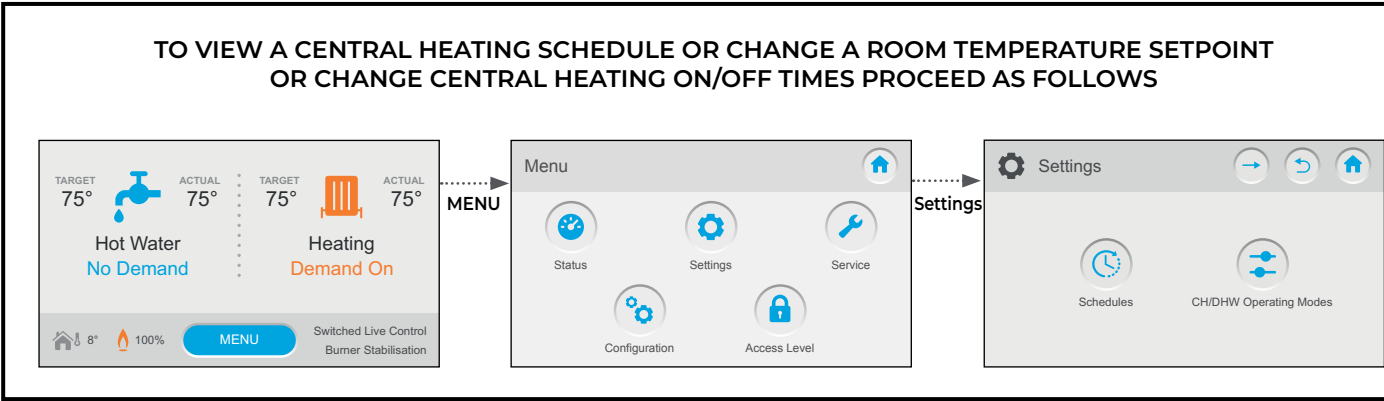 TO VIEW A CENTRAL HEATING SCHEDULE OR CHANGE A ROOM TEMPERATURE SETPOINT
OR CHANGE CENTRAL HEATING ON/OFF TIMES PROCEED AS FOLLOWS
TARGET
75°
ACTUAL
75°
Hot Water
No Demand
TARGET
75°
ACTUAL
75°
Heating
Demand On
8°
100%
MENU
Switched Live Control
Burner Stabilisation
MENU
Menu
Status
Settings
Service
Configuration
Access Level
Settings
Settings
Schedules
CH/DHW Operating Modes